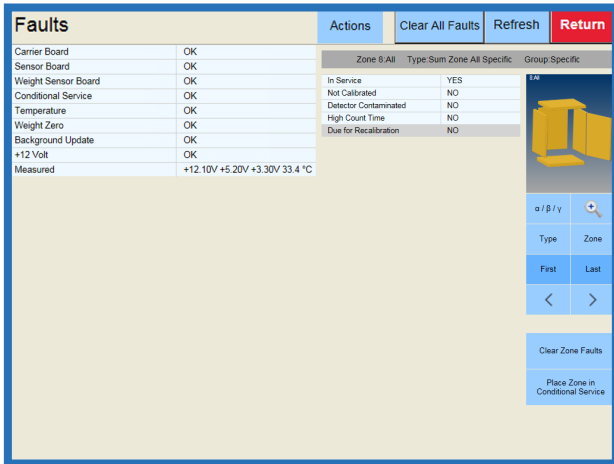 Faults
Actions
Clear All Faults
Refresh
Return
Carrier Board OK
Sensor Board OK
Weight Sensor Board OK
Conditional Service OK
Temperature OK
Weight Zero OK
Background Update OK
+12 Volt OK
Measured +12.10V +5.20V +3.30V 33.4 °C
Zone 8:All Type:Sum Zone All Specific Group:Specific
In Service YES
Not Calibrated NO
Detector Contaminated NO
High Count Time NO
Due for Recalibration NO
8:All
α / β / γ
Type Zone
First Last
< >
Clear Zone Faults
Place Zone in
Conditional Service